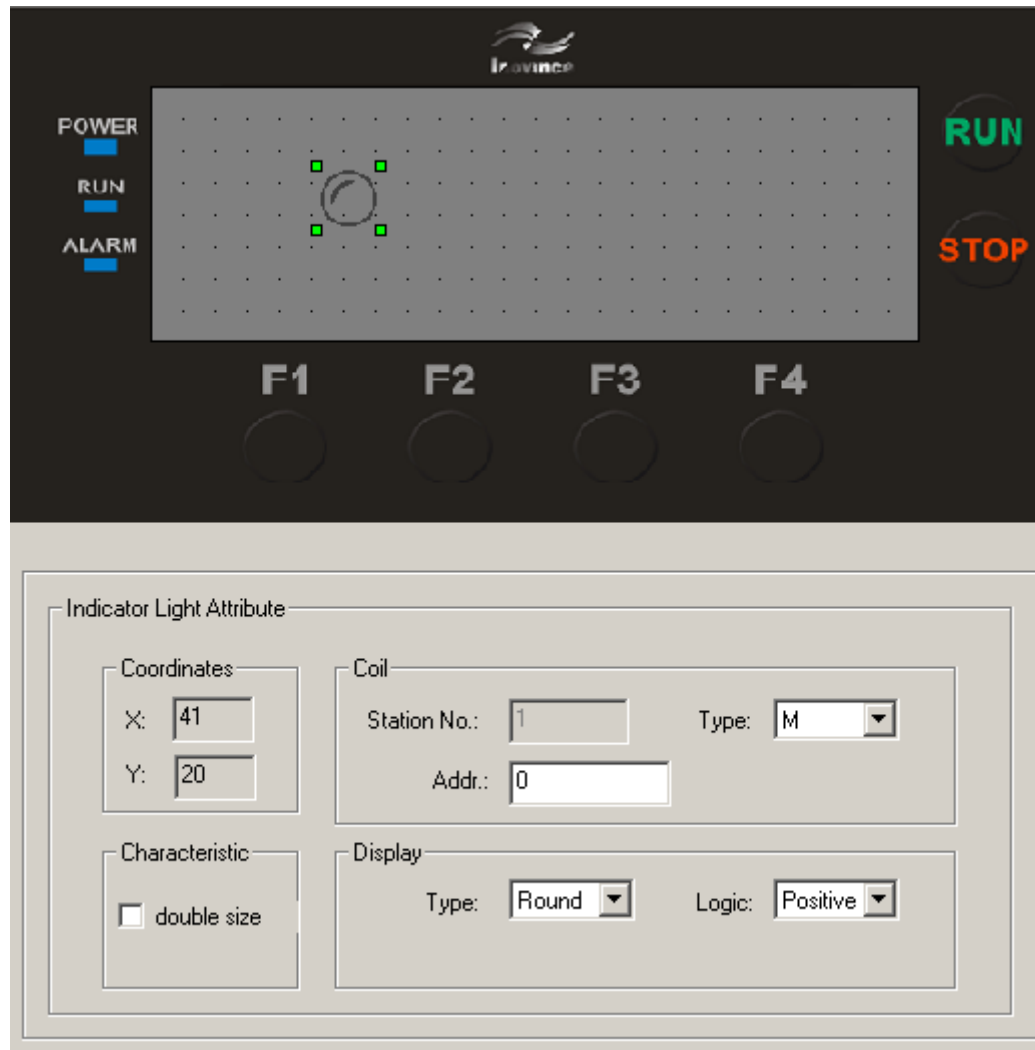 POWER
RUN
RUN
ALARM
STOP
F1 F2 F3 F4
Indicator Light Attribute
Coordinates
X: 41
Y: 20
Coil
Station No.: 1 Type: M
Addr.: 0
Characteristic
double size
Display
Type: Round Logic: Positive